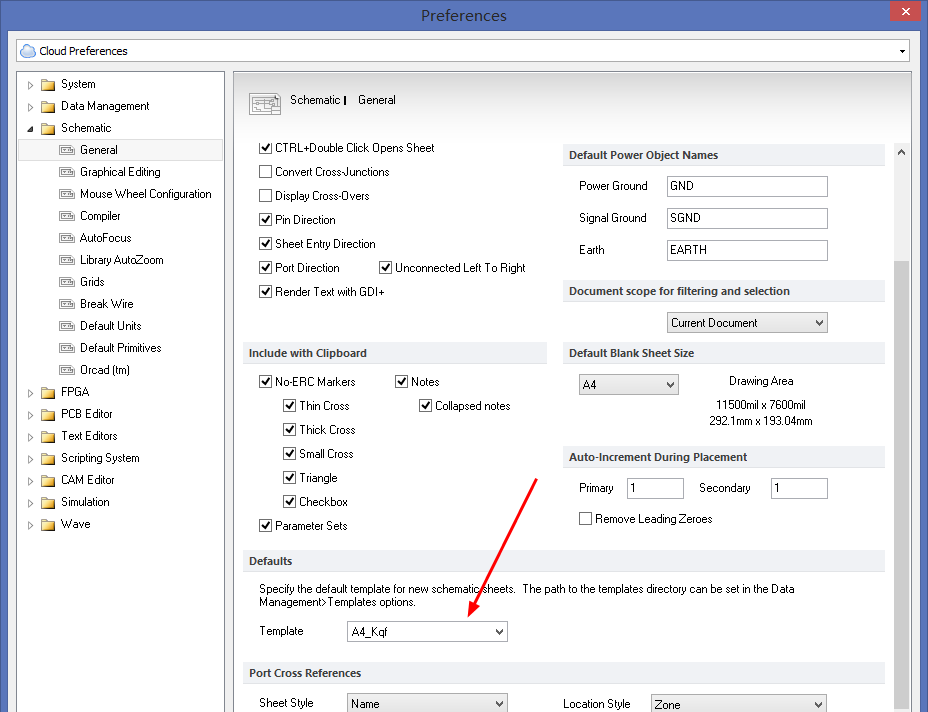 Preferences
Cloud Preferences
System
Data Management
Schematic
General
Graphical Editing
Mouse Wheel Configuration
Compiler
AutoFocus
Library AutoZoom
Grids
Break Wire
Default Units
Default Primitives
Orcad (tm)
FPGA
PCB Editor
Text Editors
Scripting System
CAM Editor
Simulation
Wave
Schematic General
CTRL+Double Click Opens Sheet
Convert Cross-Junctions
Display Cross-Overs
Pin Direction
Sheet Entry Direction
Port Direction Unconnected Left To Right
Render Text with GDI+
Default Power Object Names
Power Ground GND
Signal Ground SGND
Earth EARTH
Document scope for filtering and selection
Current Document
Include with Clipboard
No-ERC Markers Notes
Thin Cross Collapsed notes
Thick Cross
Small Cross
Triangle
Checkbox
Parameter Sets
Default Blank Sheet Size
A4 Drawing Area
11500mil x 7600mil
292.1mm x 193.04mm
Auto-Increment During Placement
Primary 1 Secondary 1
Remove Leading Zeroes
Defaults
Specify the default template for new schematic sheets. The path to the templates directory can be set in the Data
Management>Templates options.
Template A4_Kqf
Port Cross References
Sheet Style Name Location Style Zone